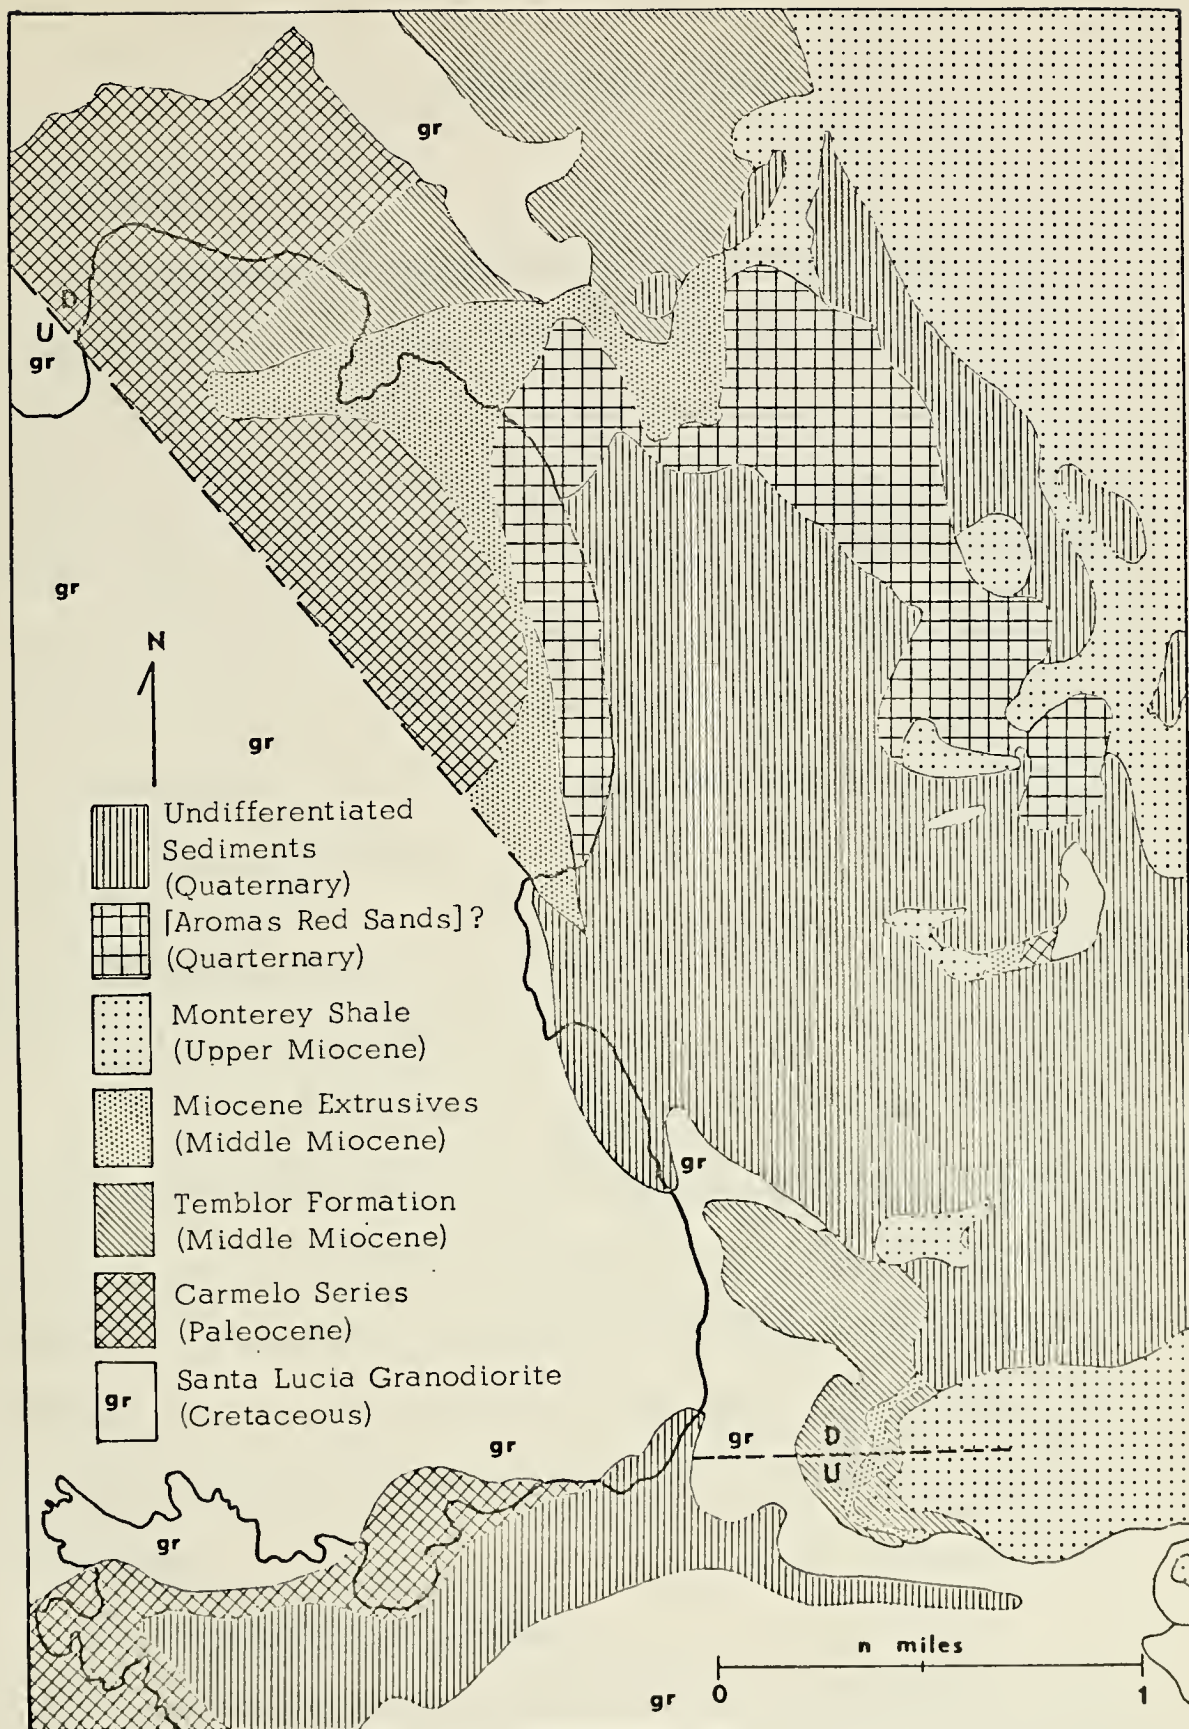 gr
D
U
gr
gr
N
gr
Undifferentiated
Sediments
(Quaternary)
[Aromas Red Sands]?
(Quarternary)
Monterey Shale
(Upper Miocene)
Miocene Extrusives
(Middle Miocene)
Temblor Formation
(Middle Miocene)
Carmelo Series
(Paleocene)
gr
Santa Lucia Granodiorite
(Cretaceous)
gr
gr
gr
D
U
gr
n miles
0
1
gr